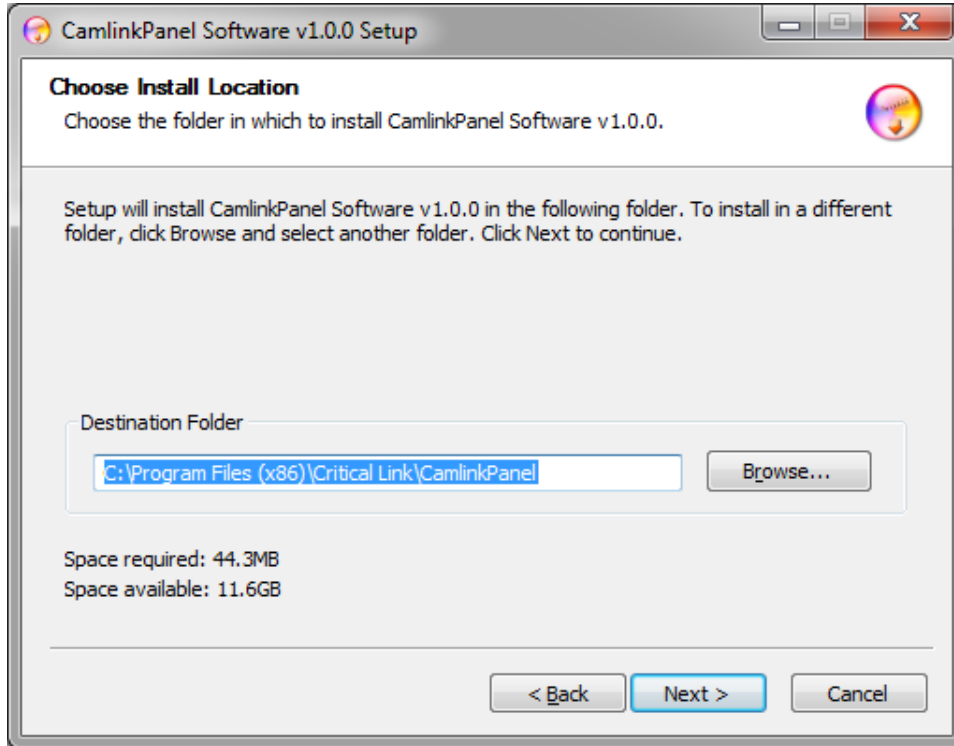 CamlinkPanel Software v1.0.0 Setup
Choose Install Location
Choose the folder in which to install CamlinkPanel Software v1.0.0.
Setup will install CamlinkPanel Software v1.0.0 in the following folder. To install in a different
folder, click Browse and select another folder. Click Next to continue.
Destination Folder
C:\Program Files (x86)\Critical Link\CamlinkPanel
Browse...
Space required: 44.3MB
Space available: 11.6GB
< Back
Next >
Cancel